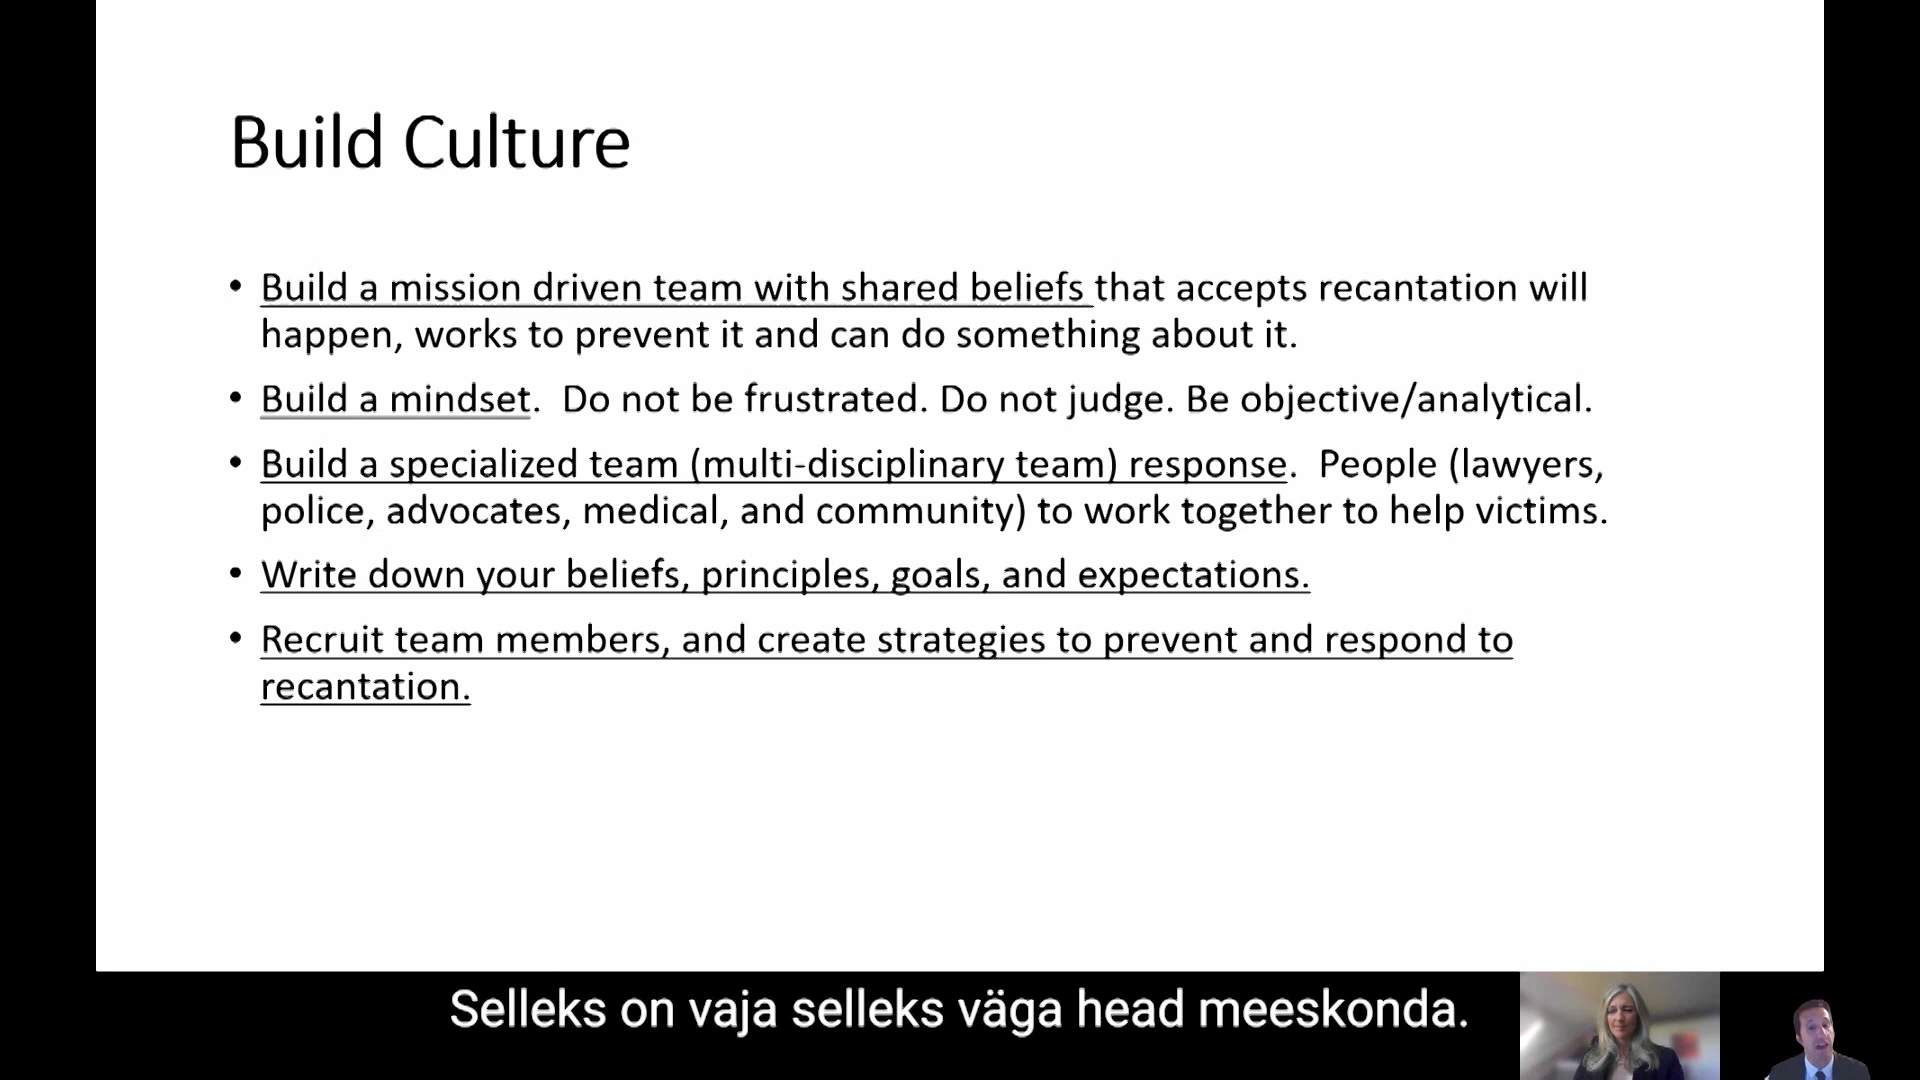 Build Culture
• Build a mission driven team with shared beliefs that accepts recantation will
happen, works to prevent it and can do something about it.
• Build a mindset.  Do not be frustrated. Do not judge. Be objective/analytical.
• Build a specialized team (multi-disciplinary team) response.  People (lawyers,
police, advocates, medical, and community) to work together to help victims.
• Write down your beliefs, principles, goals, and expectations.
• Recruit team members, and create strategies to prevent and respond to
recantation.
Selleks on vaja selleks väga head meeskonda.